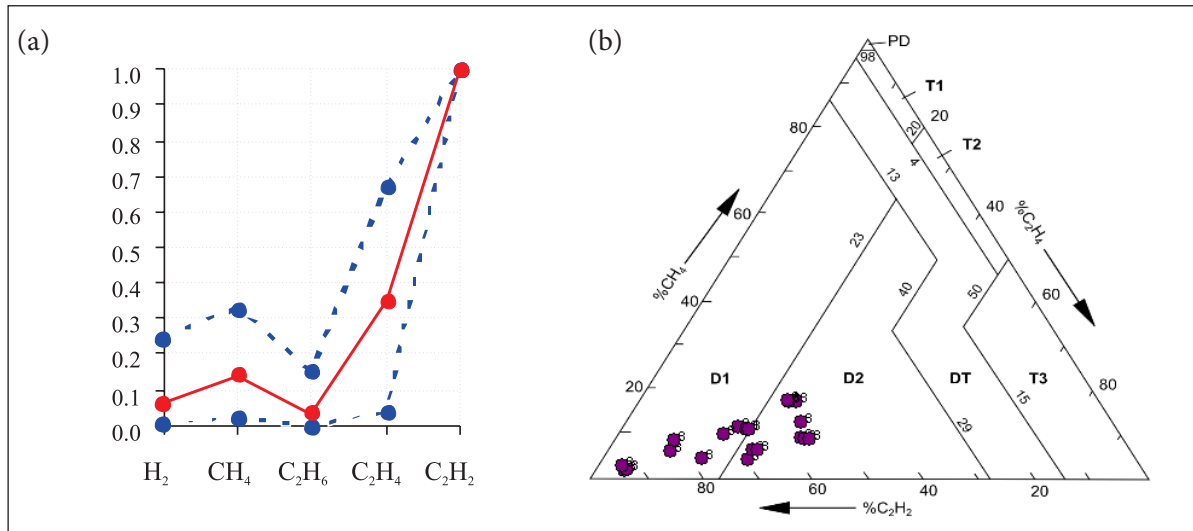 (a)
1.0
0.9
0.8
0.7
0.6
0.5
0.4
0.3
0.2
0.1
0.0
H₂ CH₄ C₂H₆ C₂H₄ C₂H₂
(b)
PD
98
T1
20
20
T2
4
80
13
40
%C₂H₄
60
23
%CH₄
40
50
60
40
D1 D2 DT T3
80
20
29
15
80 60 40 20
%C₂H₂